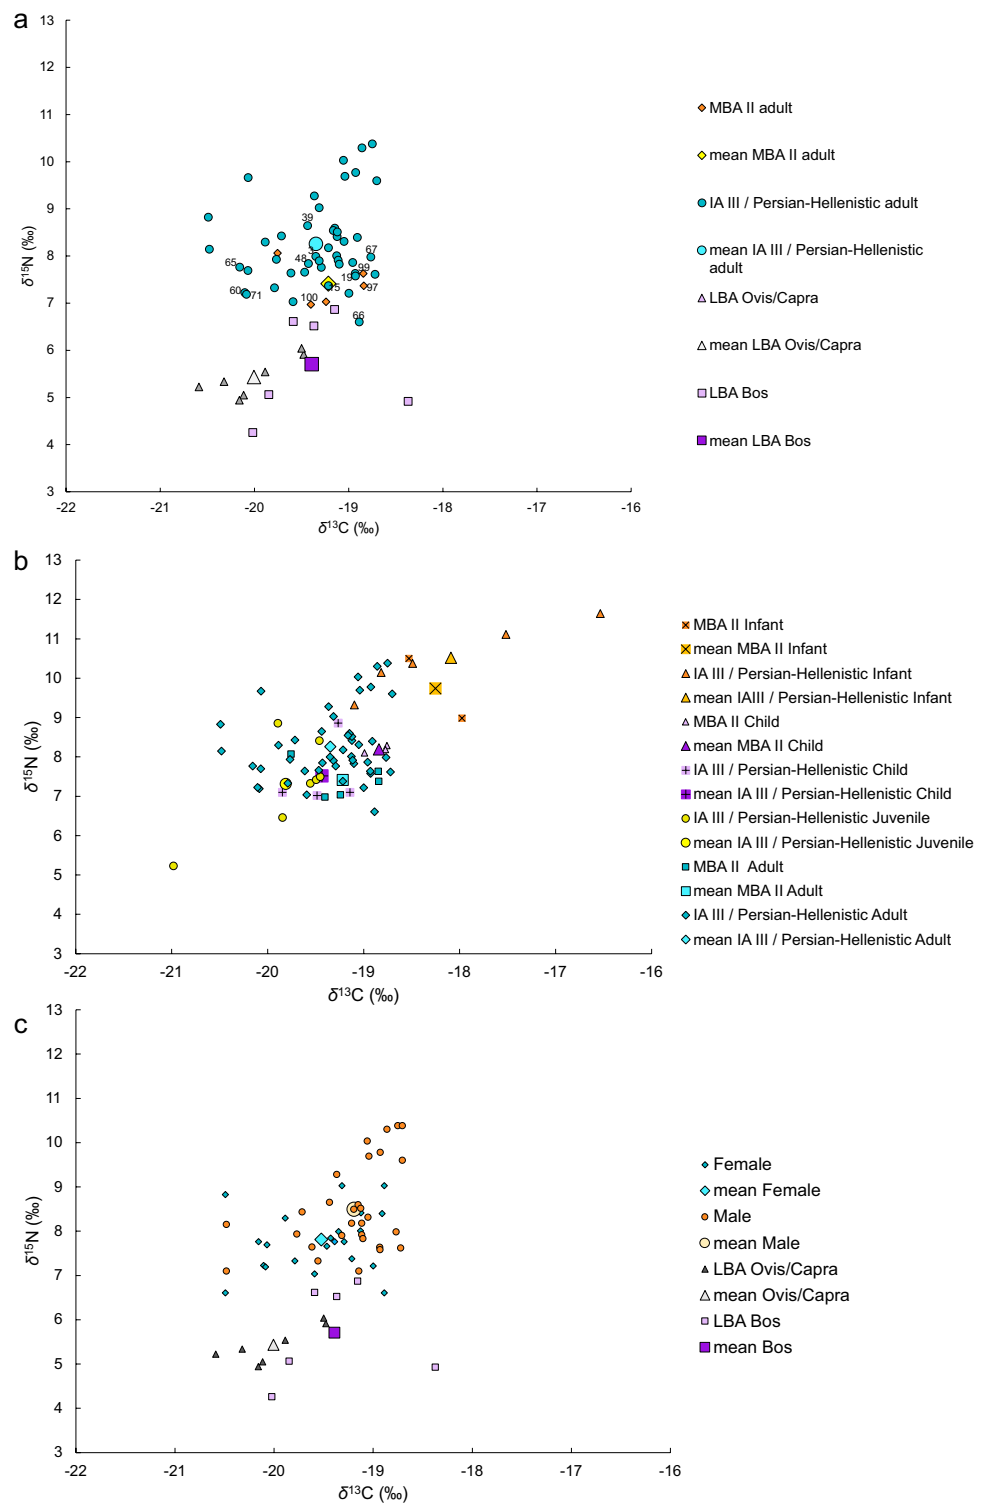 a
13
12
11
10
9
8
7
6
5
4
3
δ¹⁵N (‰)
-22
-21
-20
-19
-18
-17
-16
δ¹³C (‰)
39
65
48
67
99
19
97
15
60
71
100
66
MBA II adult
mean MBA II adult
IA III / Persian-Hellenistic adult
mean IA III / Persian-Hellenistic
adult
LBA Ovis/Capra
mean LBA Ovis/Capra
LBA Bos
mean LBA Bos
b
13
12
11
10
9
8
7
6
5
4
3
δ¹⁵N (‰)
-22
-21
-20
-19
-18
-17
-16
δ¹³C (‰)
MBA II Infant
mean MBA II Infant
IA III / Persian-Hellenistic Infant
mean IAIII / Persian-Hellenistic Infant
MBA II Child
mean MBA II Child
IA III / Persian-Hellenistic Child
mean IA III / Persian-Hellenistic Child
IA III / Persian-Hellenistic Juvenile
mean IA III / Persian-Hellenistic Juvenile
MBA II Adult
mean MBA II Adult
IA III / Persian-Hellenistic Adult
mean IA III / Persian-Hellenistic Adult
c
13
12
11
10
9
8
7
6
5
4
3
δ¹⁵N (‰)
-22
-21
-20
-19
-18
-17
-16
δ¹³C (‰)
Female
mean Female
Male
mean Male
LBA Ovis/Capra
mean Ovis/Capra
LBA Bos
mean Bos